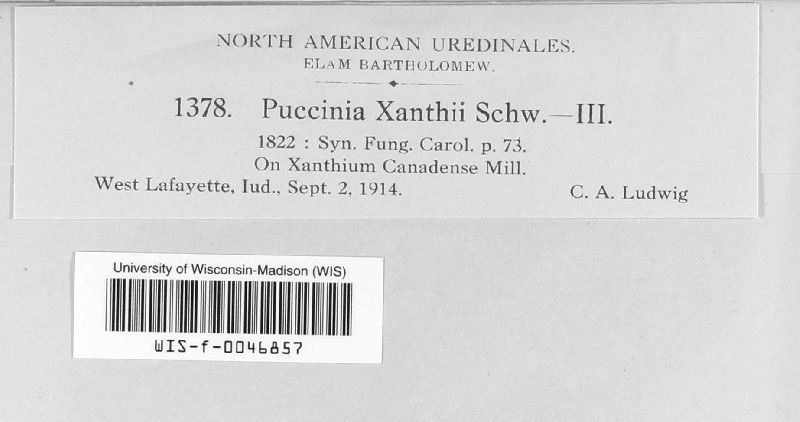 NORTH AMERICAN UREDINALES.
ELAM BARTHOLOMEW.
1378. Puccinia Xanthii Schw.—III.
1822 : Syn. Fung. Carol. p. 73.
On Xanthium Canadense Mill.
West Lafayette, Iud., Sept. 2, 1914.
C. A. Ludwig
University of Wisconsin-Madison (WIS)
WIS-f-0046857